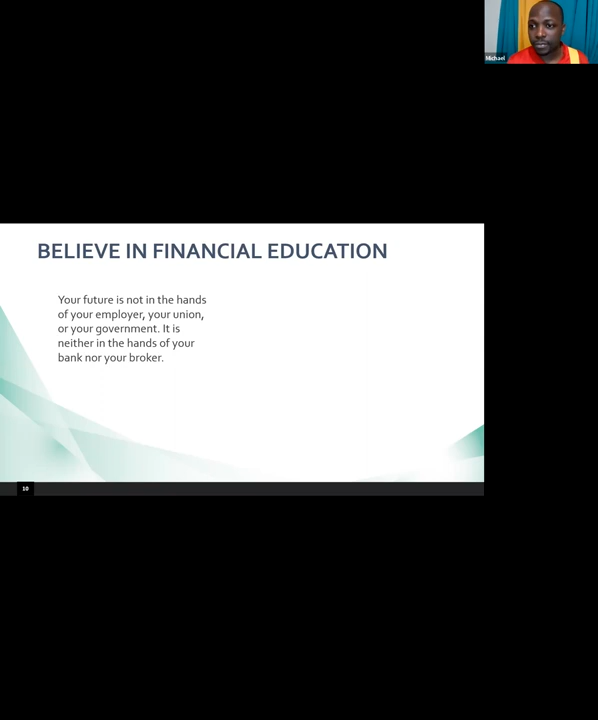 Michael
BELIEVE IN FINANCIAL EDUCATION
Your future is not in the hands
of your employer, your union,
or your government. It is
neither in the hands of your
bank nor your broker.
10